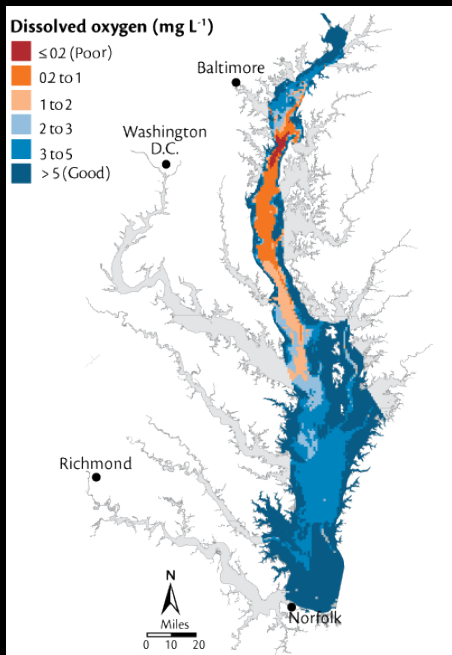 Dissolved oxygen (mg L⁻¹)
≤ 0.2 (Poor)
0.2 to 1
1 to 2
2 to 3
3 to 5
> 5 (Good)
Baltimore
Washington
D.C.
Richmond
N
Miles
0 10 20
Norfolk